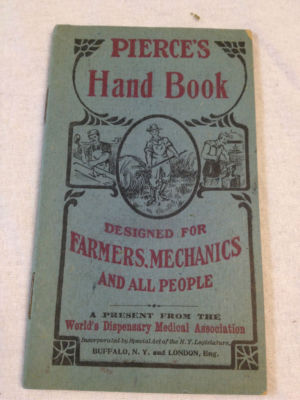 PIERCE'S
Hand Book
DESIGNED FOR
FARMERS, MECHANICS
AND ALL PEOPLE
A PRESENT FROM THE
World's Dispensary Medical Association
Incorporated by Special Act of the N. Y. Legislature,
BUFFALO, N. Y. and LONDON, Eng.